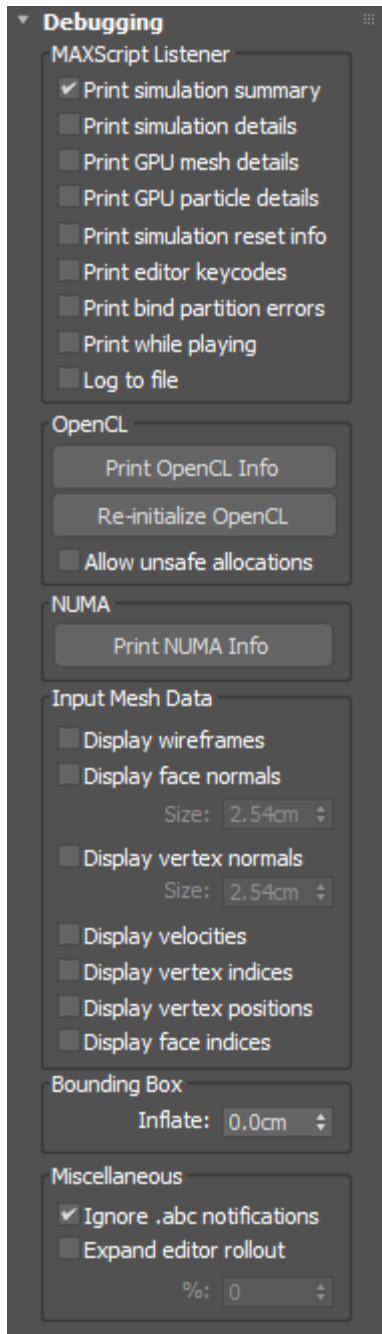 Debugging
MAXScript Listener
Print simulation summary
Print simulation details
Print GPU mesh details
Print GPU particle details
Print simulation reset info
Print editor keycodes
Print bind partition errors
Print while playing
Log to file
OpenCL
Print OpenCL Info
Re-initialize OpenCL
Allow unsafe allocations
NUMA
Print NUMA Info
Input Mesh Data
Display wireframes
Display face normals
Size: 2.54cm
Display vertex normals
Size: 2.54cm
Display velocities
Display vertex indices
Display vertex positions
Display face indices
Bounding Box
Inflate: 0.0cm
Miscellaneous
Ignore .abc notifications
Expand editor rollout
%: 0